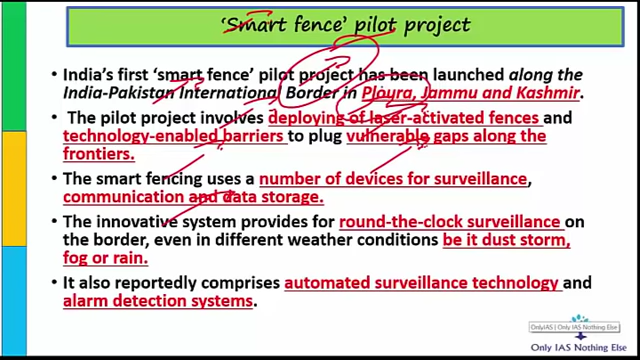 ‘Smart fence’ pilot project
• India's first ‘smart fence’ pilot project has been launched along the
India-Pakistan International Border in Ploura, Jammu and Kashmir.
• The pilot project involves deploying of laser-activated fences and
technology-enabled barriers to plug vulnerable gaps along the
frontiers.
• The smart fencing uses a number of devices for surveillance,
communication and data storage.
• The innovative system provides for round-the-clock surveillance on
the border, even in different weather conditions be it dust storm,
fog or rain.
• It also reportedly comprises automated surveillance technology and
alarm detection systems.
OnlyIAS | Only IAS Nothing Else
Only IAS Nothing Else